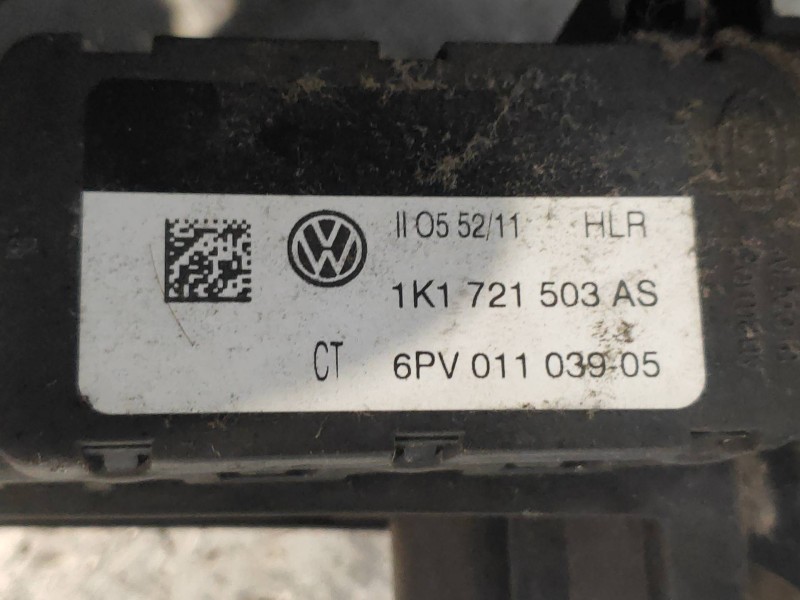 II O5 52/11 HLR
1K1 721 503 AS
CT 6PV 011 039-05